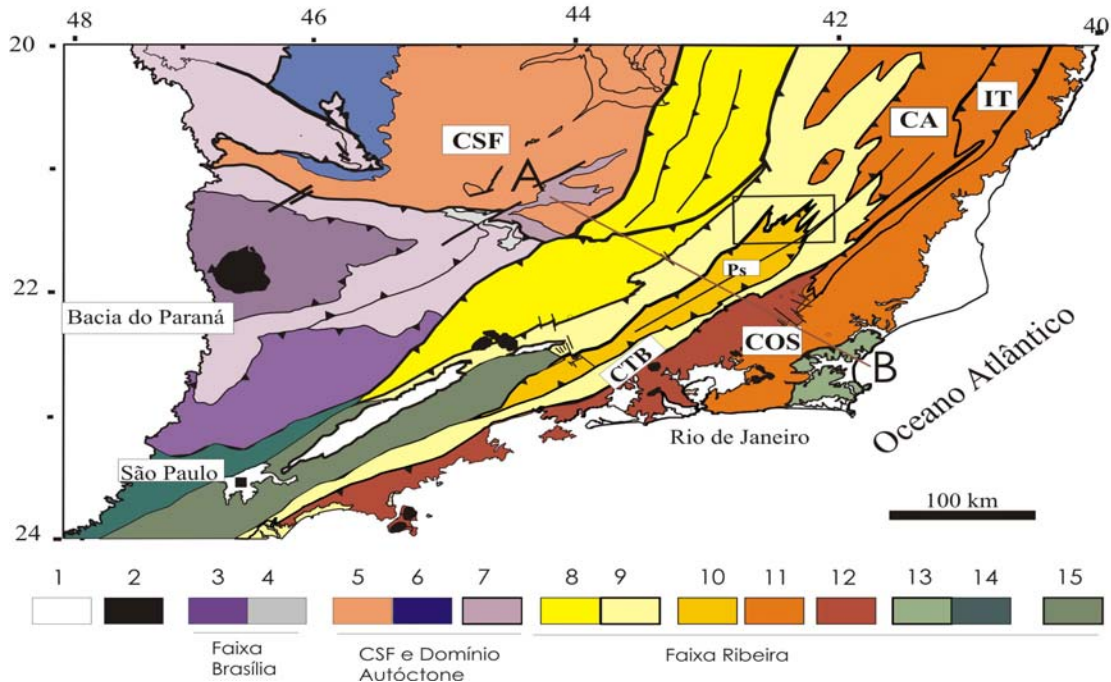 48
46
44
42
40
20
IT
CA
CSF
A
22
Ps
Bacia do Paraná
COS
CTB
B
Oceano Atlântico
Rio de Janeiro
São Paulo
100 km
24
1 2 3 4 5 6 7 8 9 10 11 12 13 14 15
Faixa
Brasília
CSF e Domínio
Autóctone
Faixa Ribeira